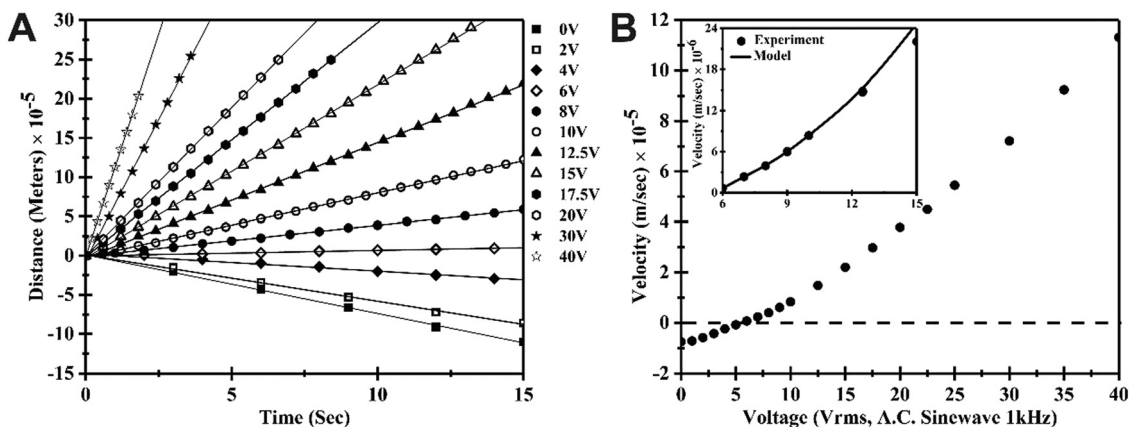 A
Distance (Meters) × 10-5
30
25
20
15
10
5
0
-5
-10
-15
0
5
10
15
Time (Sec)
0V
2V
4V
6V
8V
10V
12.5V
15V
17.5V
20V
30V
40V
B
Velocity (m/sec) × 10-5
12
10
8
6
4
2
0
-2
0
5
10
15
20
25
30
35
40
Voltage (Vrms, A.C. Sinewave 1kHz)
Velocity (m/sec) × 10-6
24
18
12
6
0
6
9
12
15
Experiment
Model